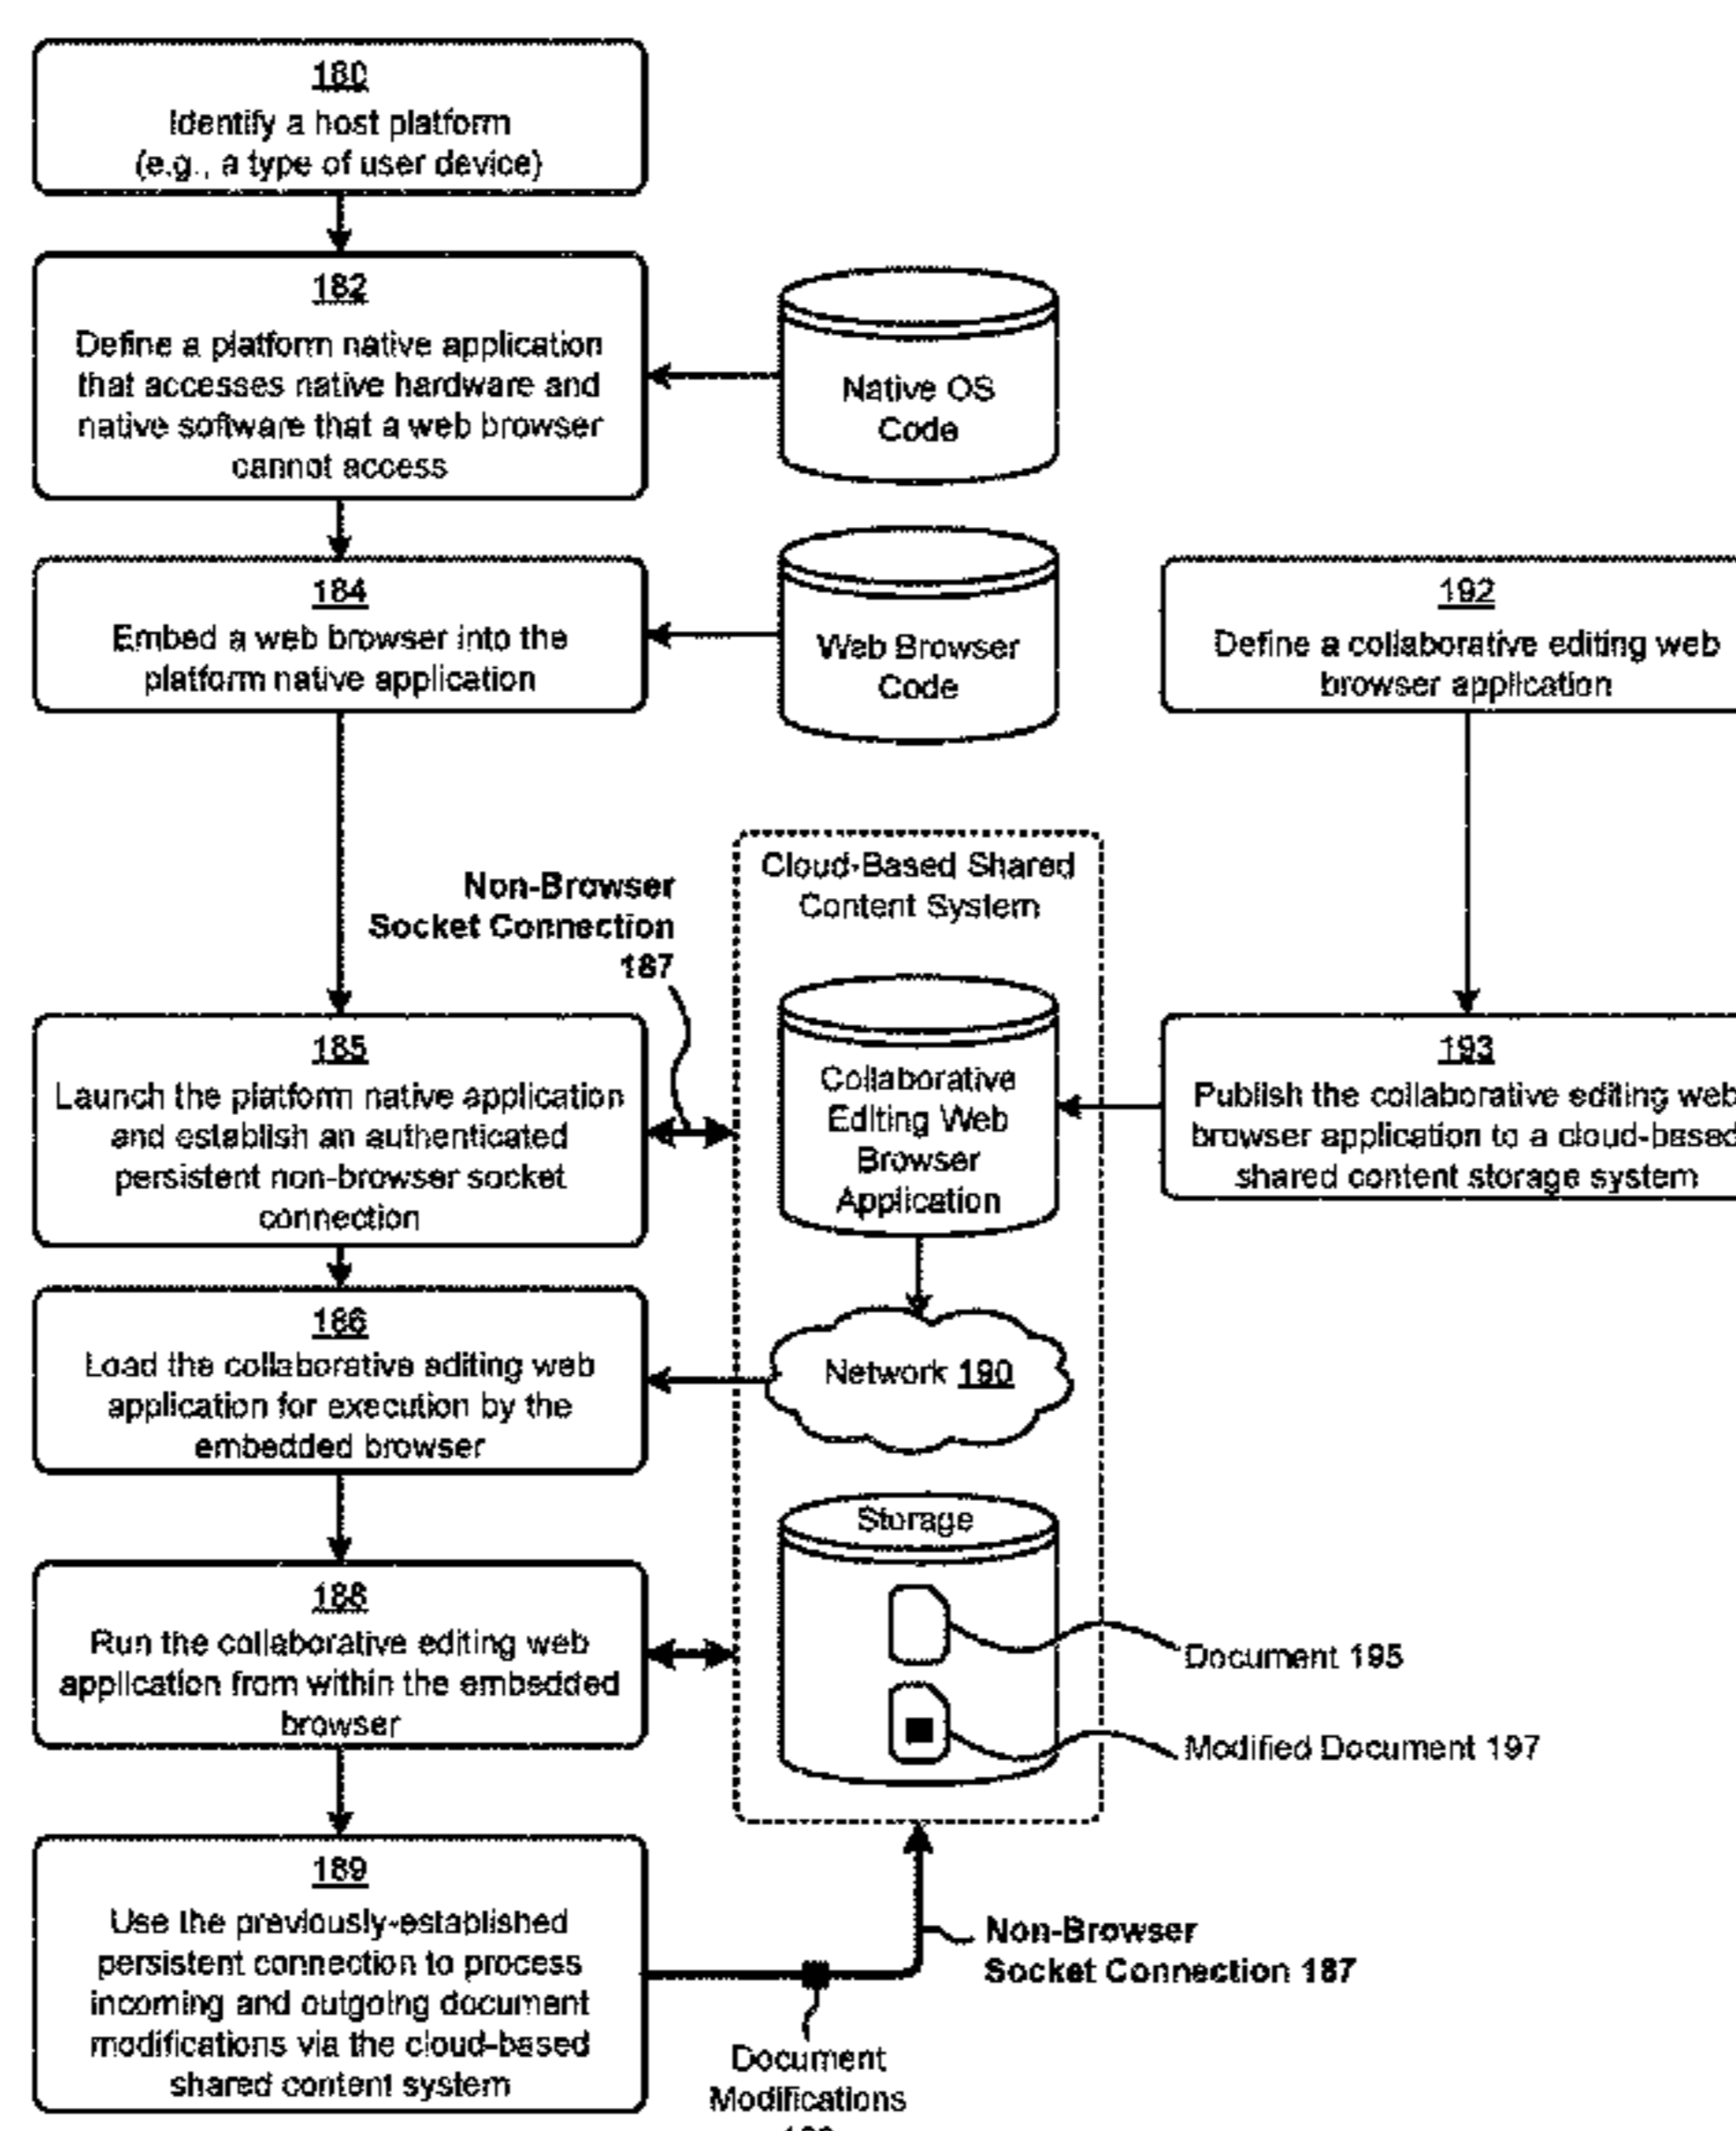 180
Identify a host platform
(e.g., a type of user device)
182
Define a platform native application
that accesses native hardware and
native software that a web browser
cannot access
Native OS
Code
184
Embed a web browser into the
platform native application
Web Browser
Code
192
Define a collaborative editing web
browser application
Non-Browser
Socket Connection
187
Cloud-Based Shared
Content System
185
Launch the platform native application
and establish an authenticated
persistent non-browser socket
connection
Collaborative
Editing Web
Browser
Application
193
Publish the collaborative editing web
browser application to a cloud-based
shared content storage system
186
Load the collaborative editing web
application for execution by the
embedded browser
Network 190
Storage
188
Run the collaborative editing web
application from within the embedded
browser
Document 195
Modified Document 197
189
Use the previously-established
persistent connection to process
incoming and outgoing document
modifications via the cloud-based
shared content system
Non-Browser
Socket Connection 187
Document
Modifications